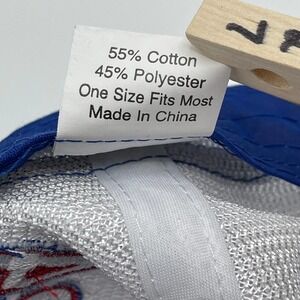 55% Cotton
45% Polyester
One Size Fits Most
Made In China